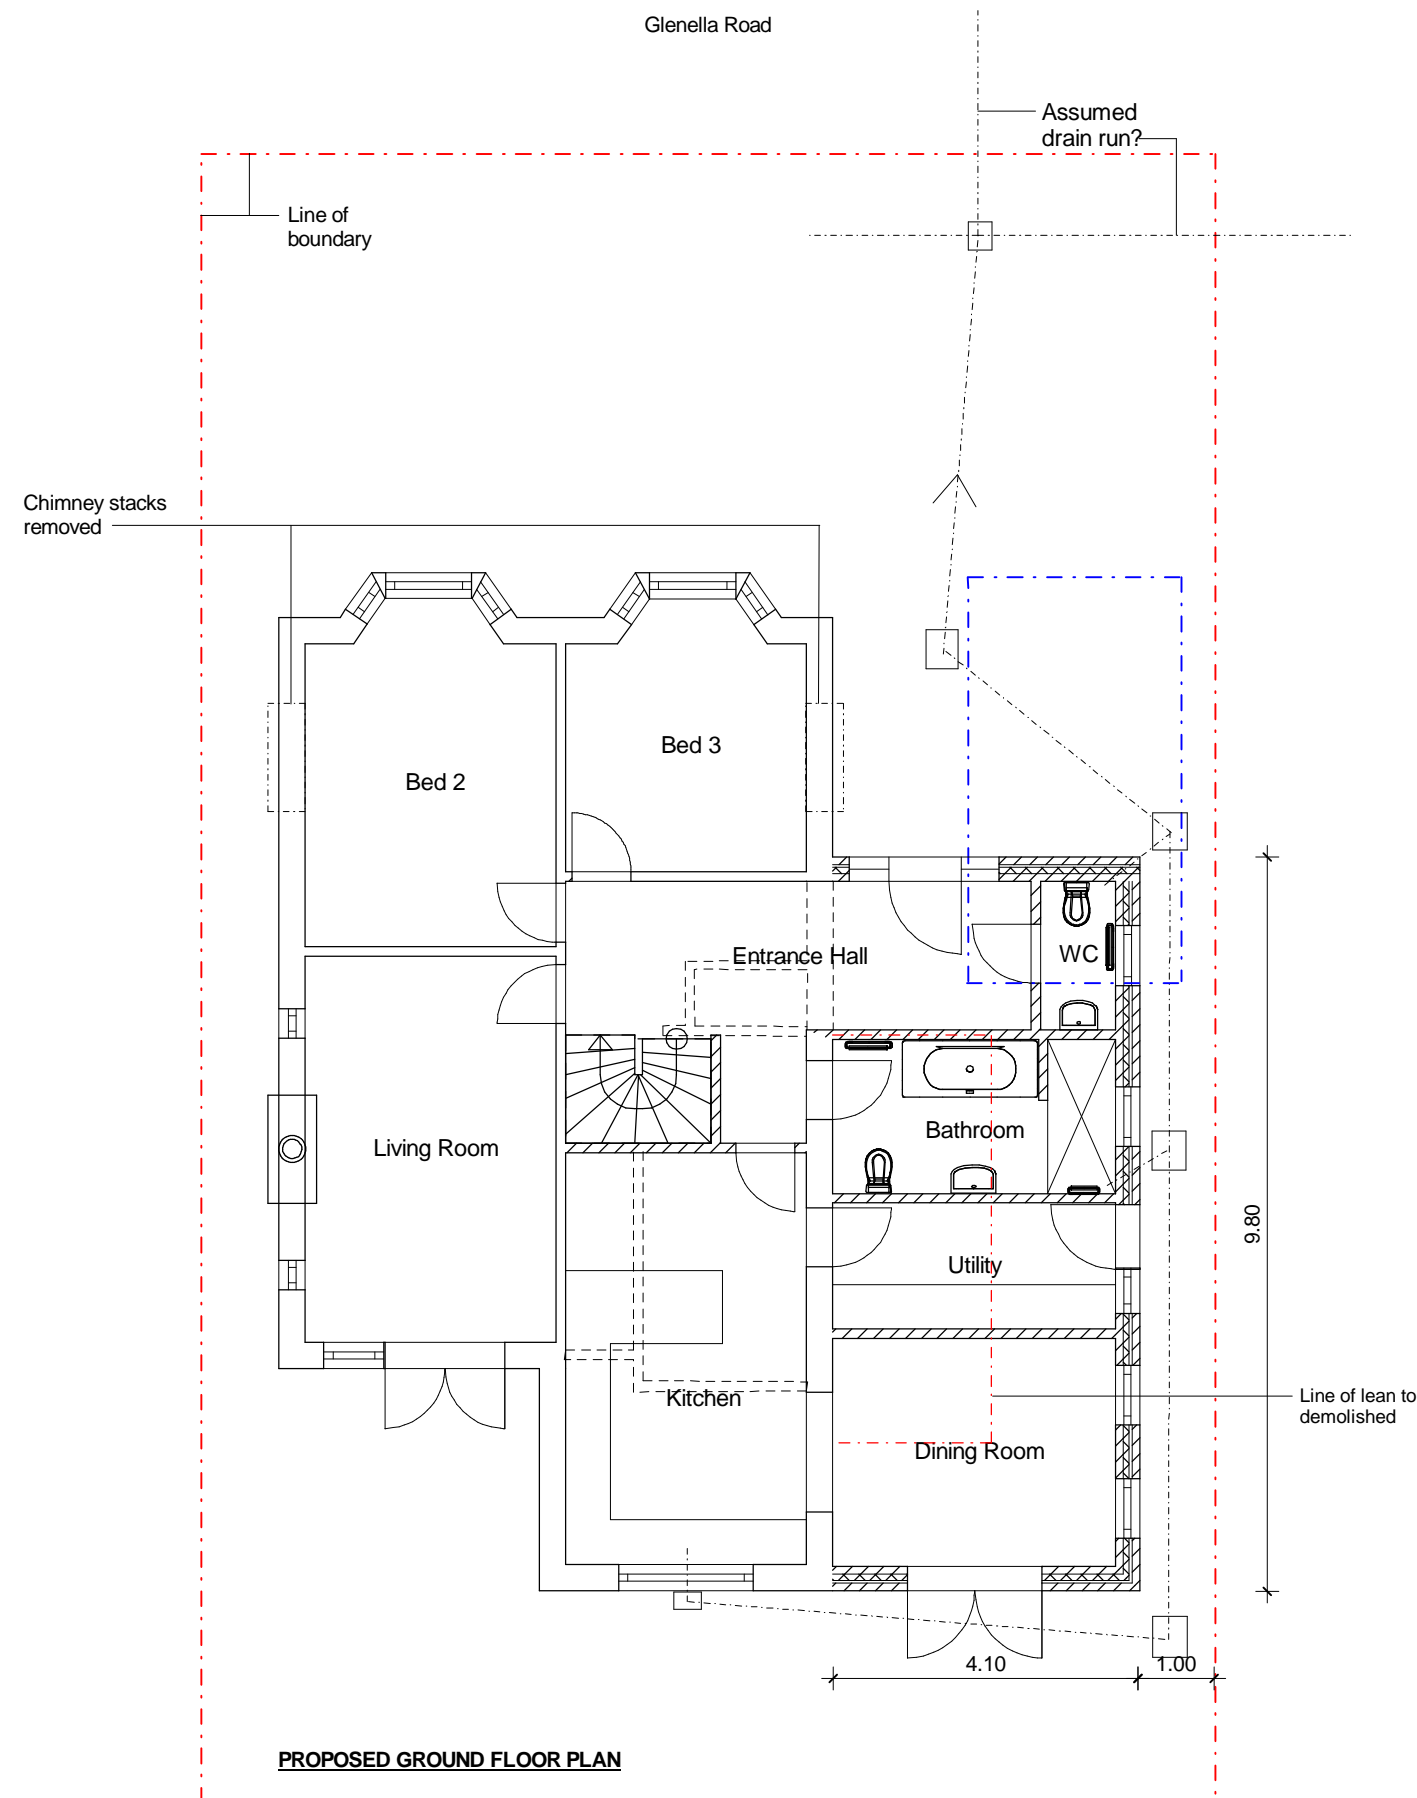 Glenella Road
Assumed
drain run?
Line of
boundary
Chimney stacks
removed
Bed 3
Bed 2
Entrance Hall
WC
Bathroom
Living Room
9.80
Utility
Kitchen
Line of lean to
demolished
Dining Room
4.10
1.00
PROPOSED GROUND FLOOR PLAN